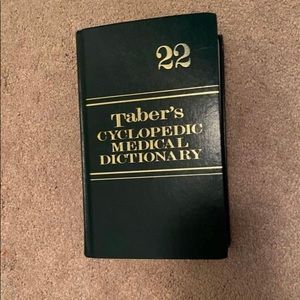 22
Taber's
CYCLOPEDIC
MEDICAL
DICTIONARY